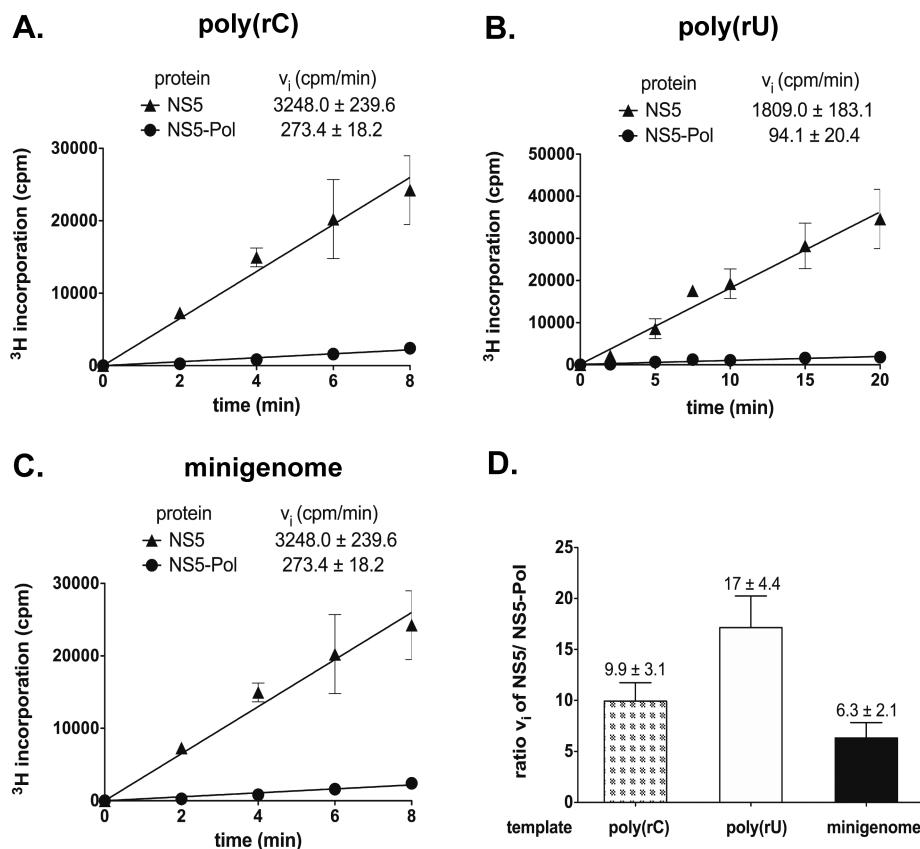 A.
poly(rC)
protein v_i (cpm/min)
NS5 3248.0 ± 239.6
NS5-Pol 273.4 ± 18.2
³H incorporation (cpm)
30000
20000
10000
0
0 2 4 6 8
time (min)
B.
poly(rU)
protein v_i (cpm/min)
NS5 1809.0 ± 183.1
NS5-Pol 94.1 ± 20.4
³H incorporation (cpm)
50000
40000
30000
20000
10000
0
0 5 10 15 20
time (min)
C.
minigenome
protein v_i (cpm/min)
NS5 3248.0 ± 239.6
NS5-Pol 273.4 ± 18.2
³H incorporation (cpm)
30000
20000
10000
0
0 2 4 6 8
time (min)
D.
ratio v_i of NS5/ NS5-Pol
25
20
15
10
5
0
9.9 ± 3.1
17 ± 4.4
6.3 ± 2.1
template poly(rC) poly(rU) minigenome